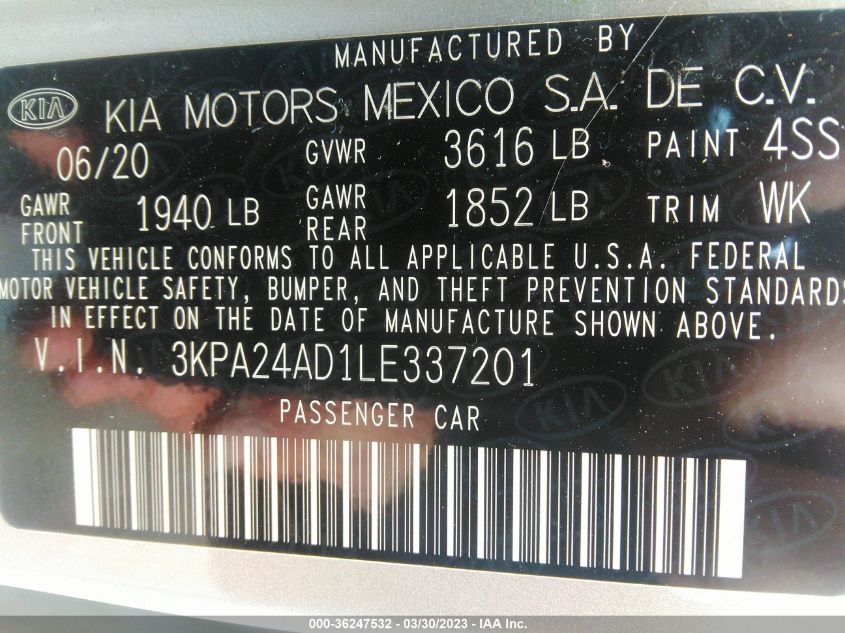 MANUFACTURED BY
KIA KIA MOTORS MEXICO S.A. DE C.V.
06/20 GVWR 3616 LB PAINT 4SS
GAWR FRONT 1940 LB GAWR REAR 1852 LB TRIM WK
THIS VEHICLE CONFORMS TO ALL APPLICABLE U.S.A. FEDERAL
MOTOR VEHICLE SAFETY, BUMPER, AND THEFT PREVENTION STANDARDS
IN EFFECT ON THE DATE OF MANUFACTURE SHOWN ABOVE.
V.I.N. 3KPA24AD1LE337201
PASSENGER CAR
KIA
KIA
000-36247532 — 03/30/2023 — IAA Inc.